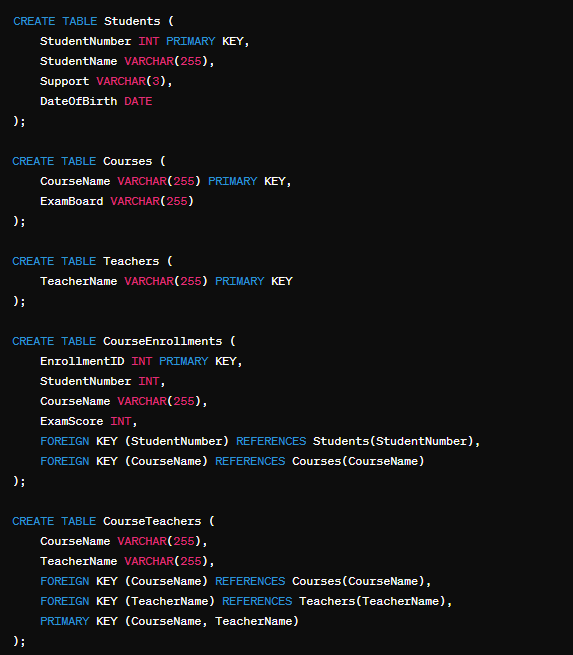 CREATE TABLE Students (
    StudentNumber INT PRIMARY KEY,
    StudentName VARCHAR(255),
    Support VARCHAR(3),
    DateOfBirth DATE
);

CREATE TABLE Courses (
    CourseName VARCHAR(255) PRIMARY KEY,
    ExamBoard VARCHAR(255)
);

CREATE TABLE Teachers (
    TeacherName VARCHAR(255) PRIMARY KEY
);

CREATE TABLE CourseEnrollments (
    EnrollmentID INT PRIMARY KEY,
    StudentNumber INT,
    CourseName VARCHAR(255),
    ExamScore INT,
    FOREIGN KEY (StudentNumber) REFERENCES Students(StudentNumber),
    FOREIGN KEY (CourseName) REFERENCES Courses(CourseName)
);

CREATE TABLE CourseTeachers (
    CourseName VARCHAR(255),
    TeacherName VARCHAR(255),
    FOREIGN KEY (CourseName) REFERENCES Courses(CourseName),
    FOREIGN KEY (TeacherName) REFERENCES Teachers(TeacherName),
    PRIMARY KEY (CourseName, TeacherName)
);